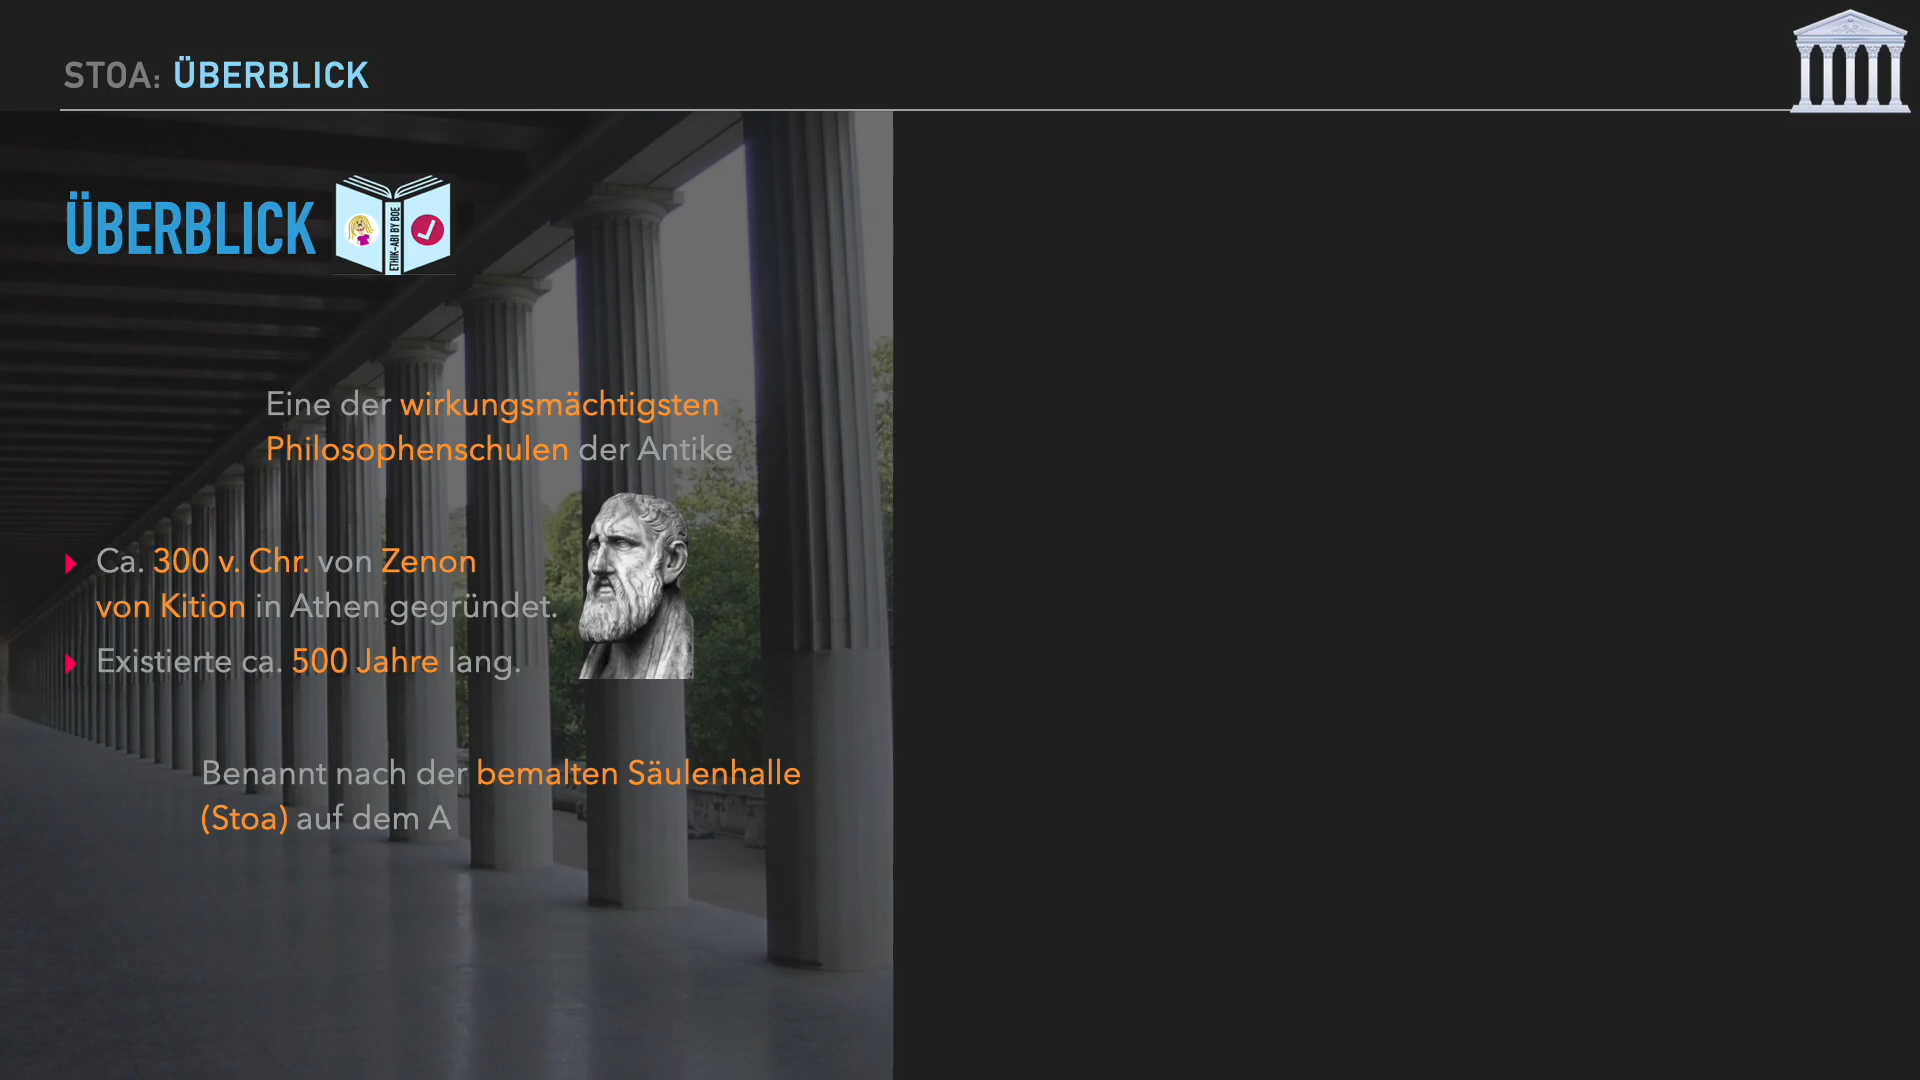 STOA: ÜBERBLICK
ÜBERBLICK
ETHIK-ABI BY BOE
Eine der wirkungsmächtigsten
Philosophenschulen der Antike
Ca. 300 v. Chr. von Zenon
von Kition in Athen gegründet.
Existierte ca. 500 Jahre lang.
Benannt nach der bemalten Säulenhalle
(Stoa) auf dem A